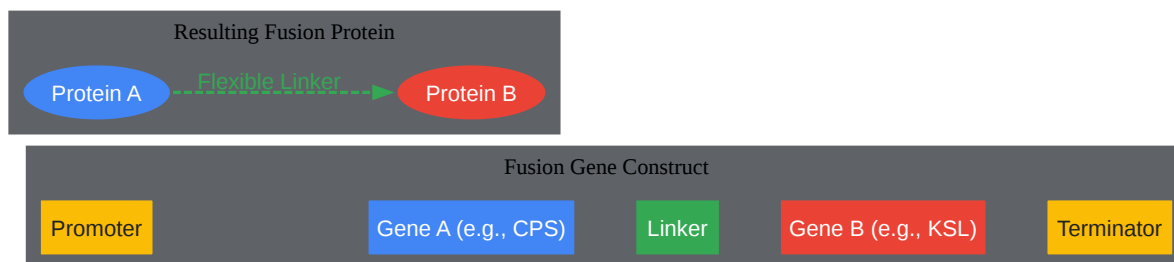 Resulting Fusion Protein
Protein A
Flexible Linker
Protein B
Fusion Gene Construct
Promoter
Gene A (e.g., CPS)
Linker
Gene B (e.g., KSL)
Terminator